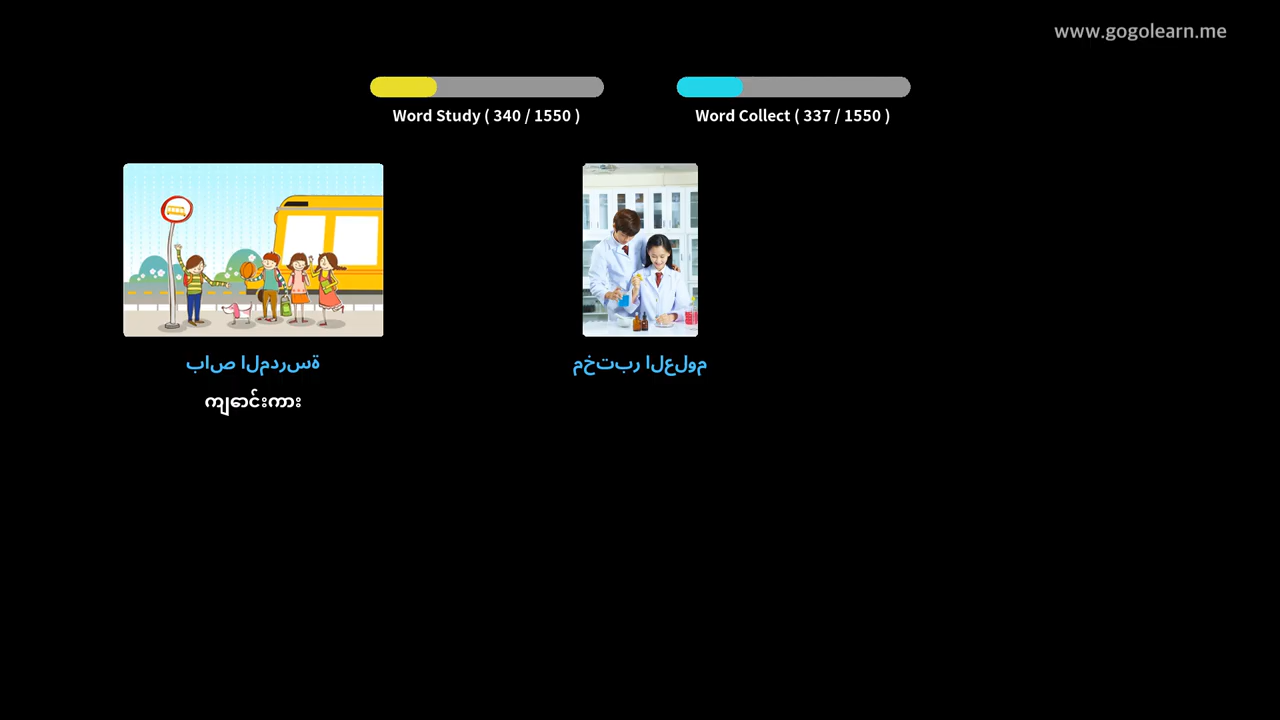 www.gogolearn.me
Word Study ( 340 / 1550 )
Word Collect ( 337 / 1550 )
باص المدرسة
مختبر العلوم
ကျောင်းကား